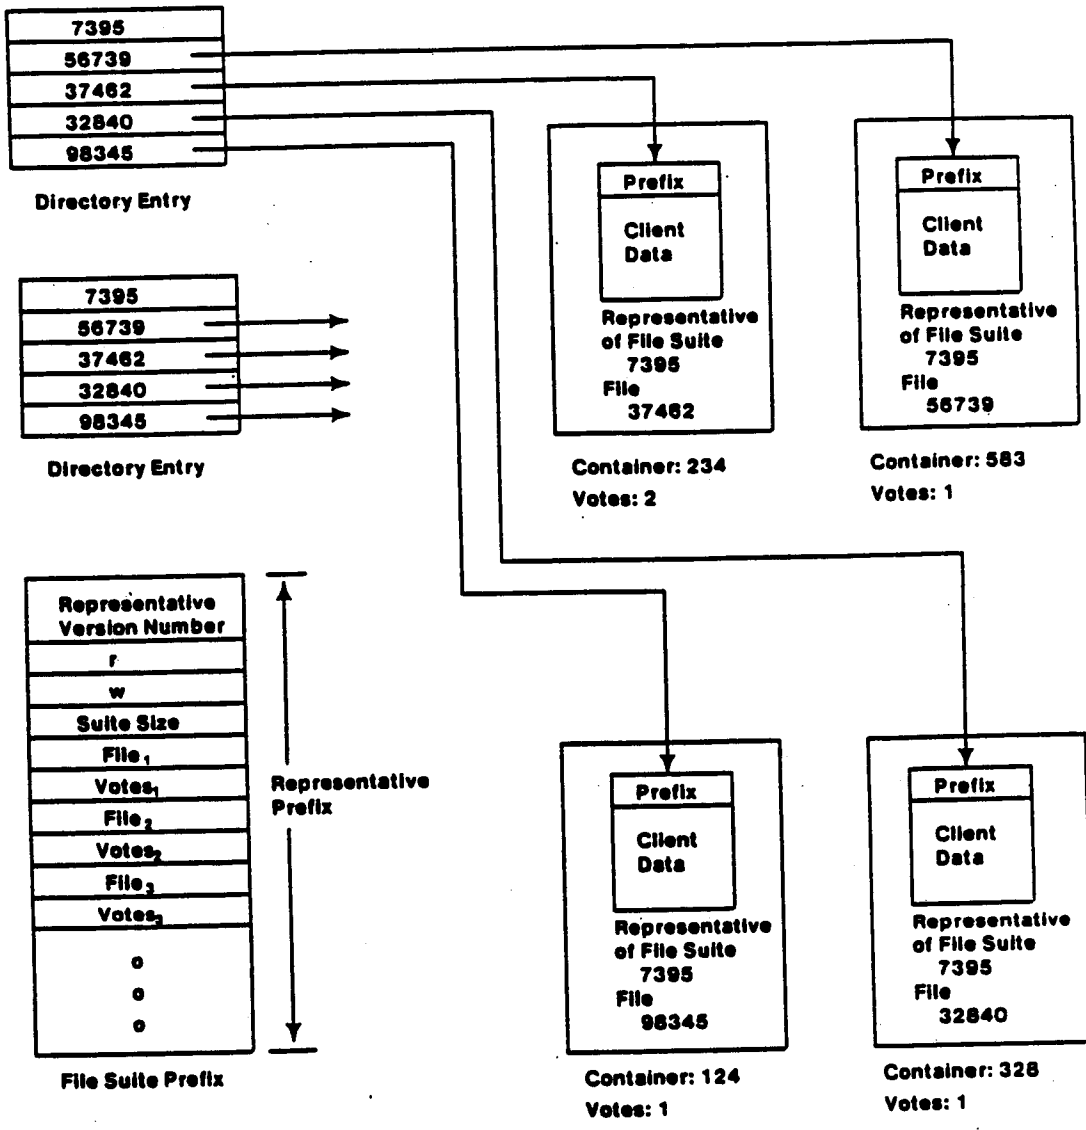 7395
56739
37462
32840
98345
Directory Entry
7395
56739
37462
32840
98345
Directory Entry
Representative
Version Number
r
w
Suite Size
File₁
Votes₁
File₂
Votes₂
File₃
Votes₃
o
o
o
File Suite Prefix
Representative
Prefix
Prefix
Client
Data
Representative
of File Suite
7395
File
37462
Container: 234
Votes: 2
Prefix
Client
Data
Representative
of File Suite
7395
File
56739
Container: 583
Votes: 1
Prefix
Client
Data
Representative
of File Suite
7395
File
98345
Container: 124
Votes: 1
Prefix
Client
Data
Representative
of File Suite
7395
File
32840
Container: 328
Votes: 1